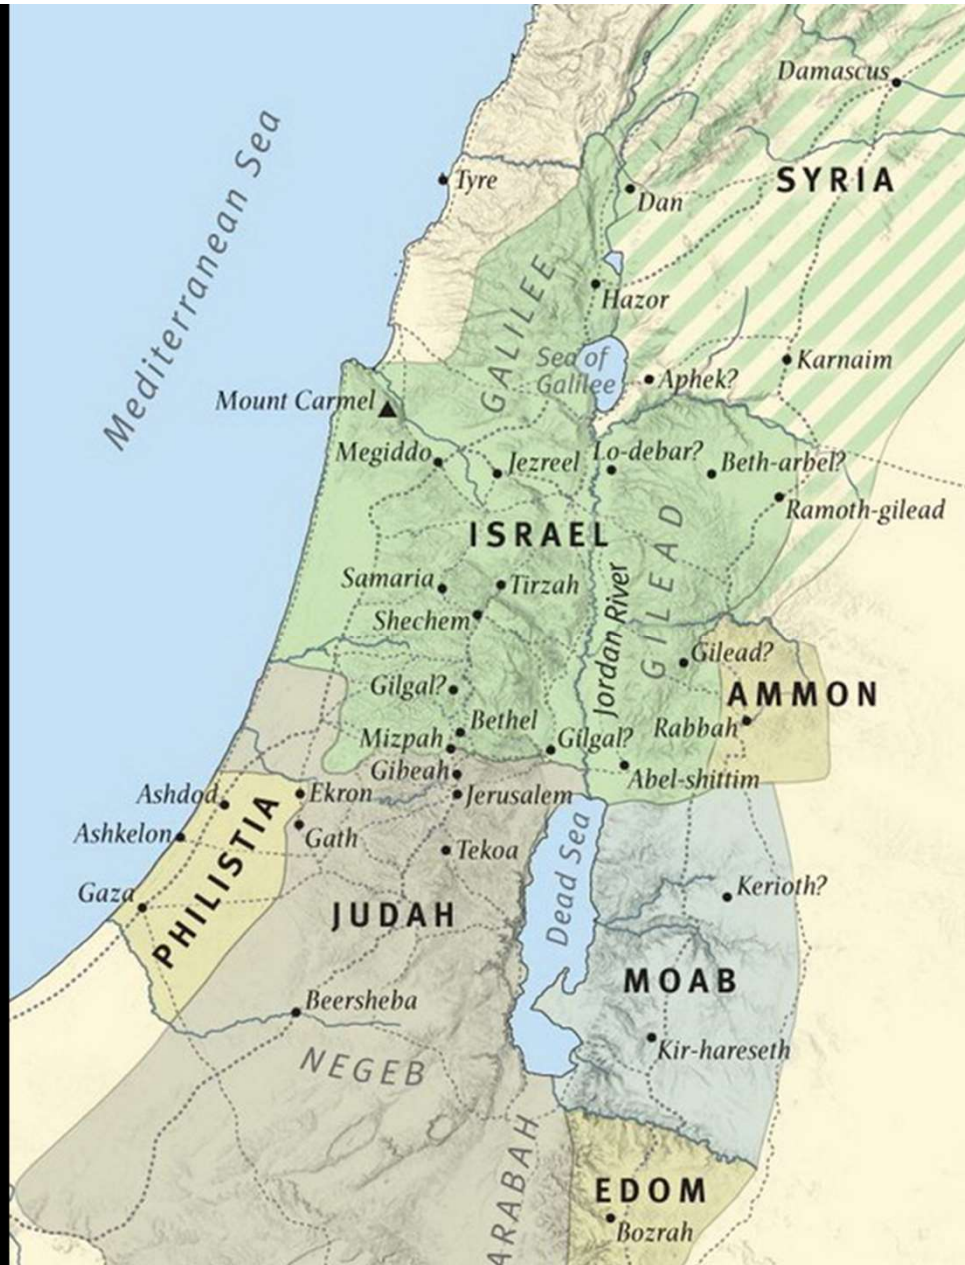 Damascus
SYRIA
Tyre
Dan
Mediterranean Sea
GALILEE
Hazor
Sea of
Galilee
Karnaim
Aphek?
Mount Carmel
Megiddo
Jezreel
Lo-debar?
Beth-arbel?
Ramoth-gilead
ISRAEL
GILEAD
Jordan River
Samaria
Tirzah
Shechem
Gilead?
Gilgal?
AMMON
Bethel
Rabbah
Mizpah
Gilgal?
Gibeah
Abel-shittim
Ashdod
Ekron
Jerusalem
Ashkelon
Gath
Tekoa
PHILISTIA
Dead Sea
Gaza
Kerioth?
JUDAH
MOAB
Beersheba
Kir-hareseth
NEGEB
ARABAH
EDOM
Bozrah